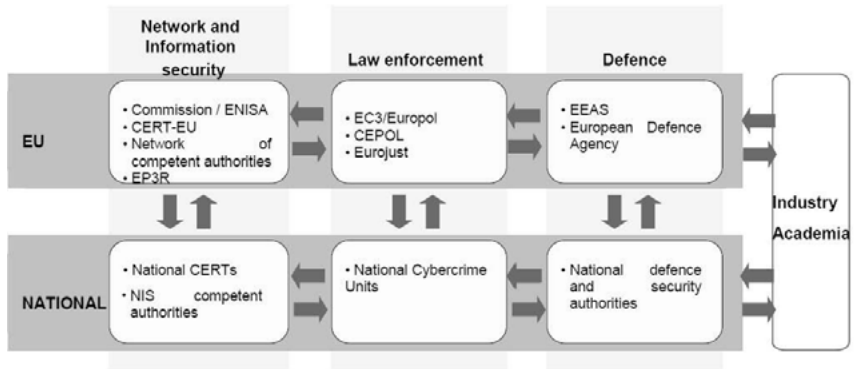 Network and
Information
security
Law enforcement
Defence
EU
• Commission / ENISA
• CERT-EU
• Network of
competent authorities
• EP3R
• EC3/Europol
• CEPOL
• Eurojust
• EEAS
• European Defence
Agency
Industry
Academia
NATIONAL
• National CERTs
• NIS competent
authorities
• National Cybercrime
Units
• National defence
and security
authorities